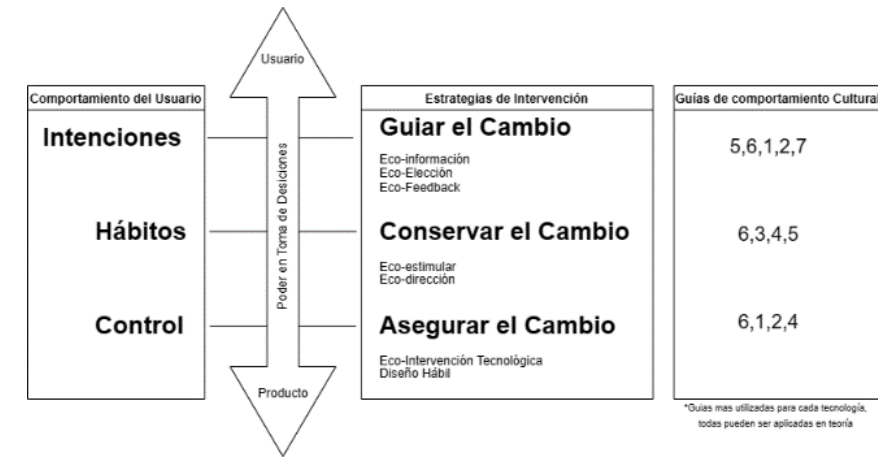 Usuario
Comportamiento del Usuario
Intenciones
Hábitos
Control
Poder en Toma de Desiciones
Producto
Estrategias de Intervención
Guiar el Cambio
Eco-información
Eco-Elección
Eco-Feedback
Conservar el Cambio
Eco-estimular
Eco-dirección
Asegurar el Cambio
Eco-Intervención Tecnológica
Diseño Hábil
Guías de comportamiento Cultural
5,6,1,2,7
6,3,4,5
6,1,2,4
*Guias mas utilizadas para cada tecnología,
todas pueden ser aplicadas en teoría